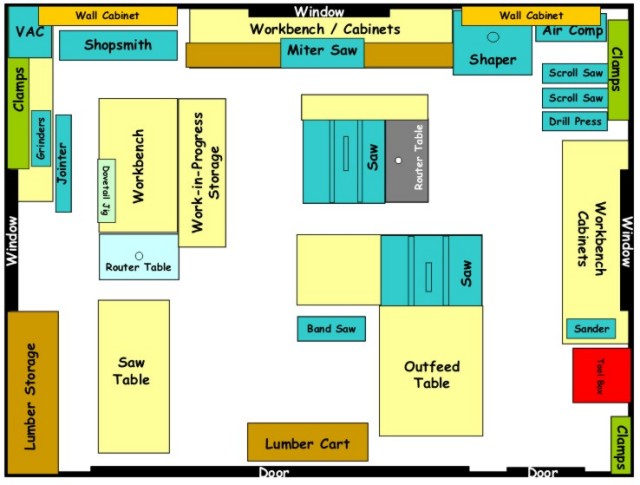 Wall Cabinet
Window
Wall Cabinet
VAC
Shopsmith
Workbench / Cabinets
Miter Saw
Shaper
Air Comp
Clamps
Clamps
Scroll Saw
Scroll Saw
Drill Press
Grinders
Jointer
Dovetail Jig
Workbench
Work-in-Progress
Storage
Saw
Router Table
Window
Router Table
Saw
Workbench
Cabinets
Window
Band Saw
Sander
Lumber Storage
Saw
Table
Outfeed
Table
Tool Box
Lumber Cart
Clamps
Door
Door